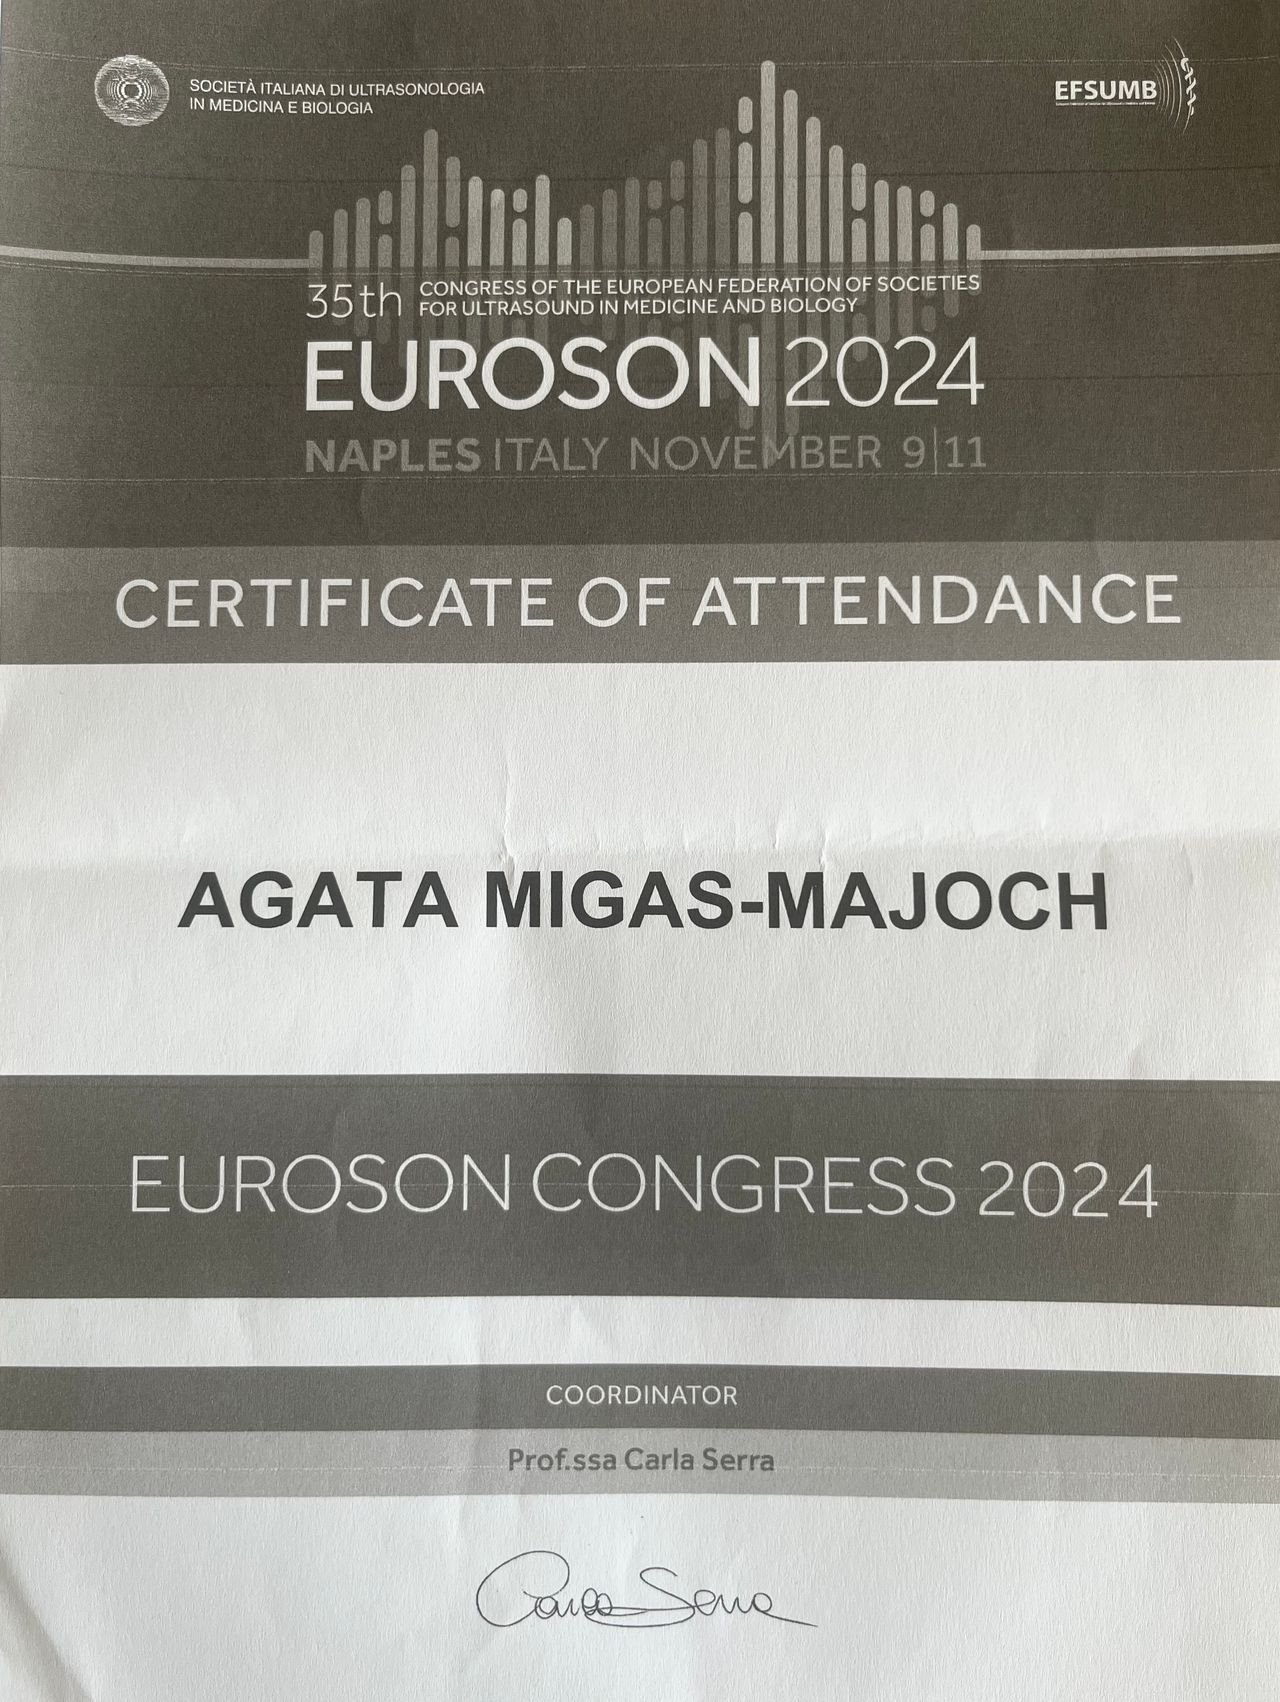 SOCIETÀ ITALIANA DI ULTRASONOLOGIA
IN MEDICINA E BIOLOGIA
EFSUMB
35th CONGRESS OF THE EUROPEAN FEDERATION OF SOCIETIES
FOR ULTRASOUND IN MEDICINE AND BIOLOGY
EUROSON 2024
NAPLES ITALY NOVEMBER 9|11
CERTIFICATE OF ATTENDANCE
AGATA MIGAS-MAJOCH
EUROSON CONGRESS 2024
COORDINATOR
Prof.ssa Carla Serra
Carla Serra